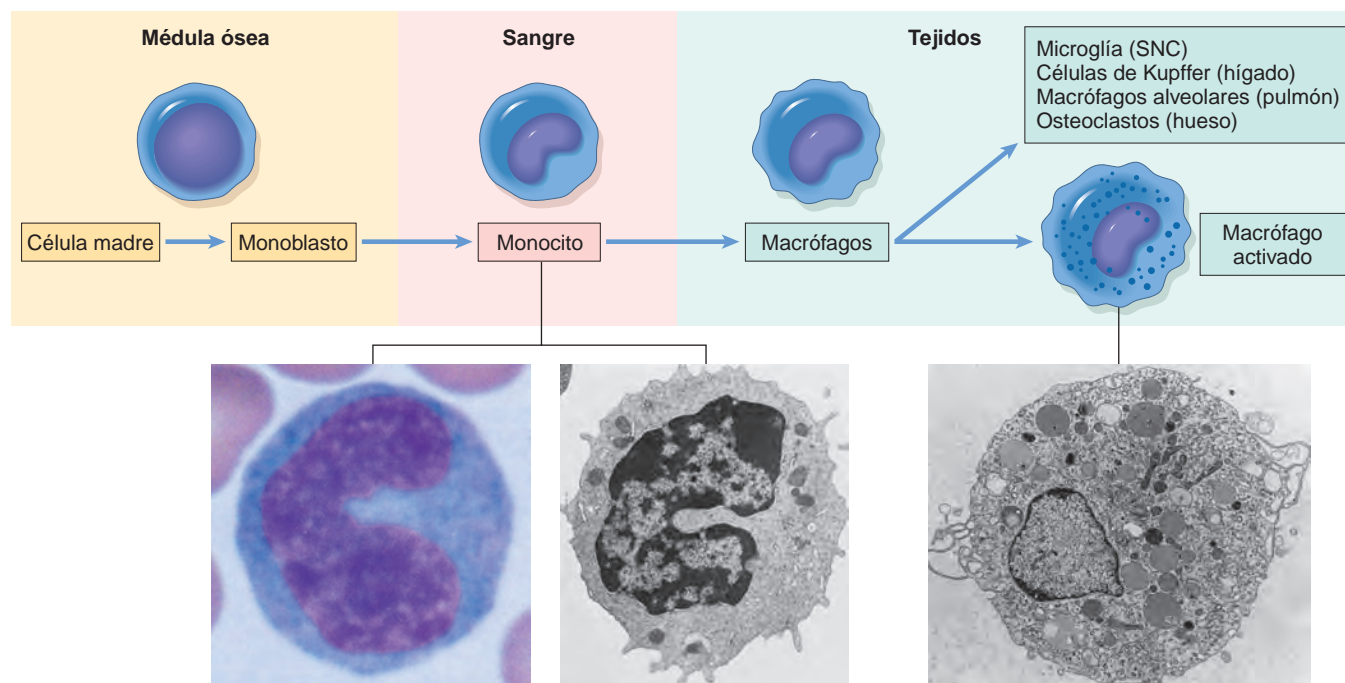 Médula ósea
Sangre
Tejidos
Microglía (SNC)
Células de Kupffer (hígado)
Macrófagos alveolares (pulmón)
Osteoclastos (hueso)
Célula madre
Monoblasto
Monocito
Macrófagos
Macrófago
activado